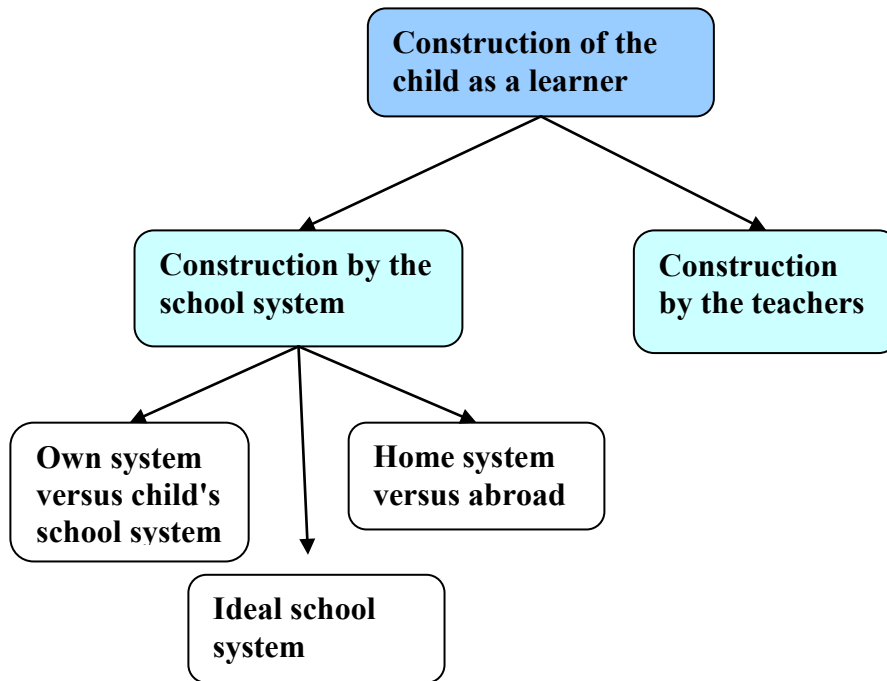 Construction of the
child as a learner
Construction by the
school system
Construction
by the teachers
Own system
versus child's
school system
Home system
versus abroad
Ideal school
system